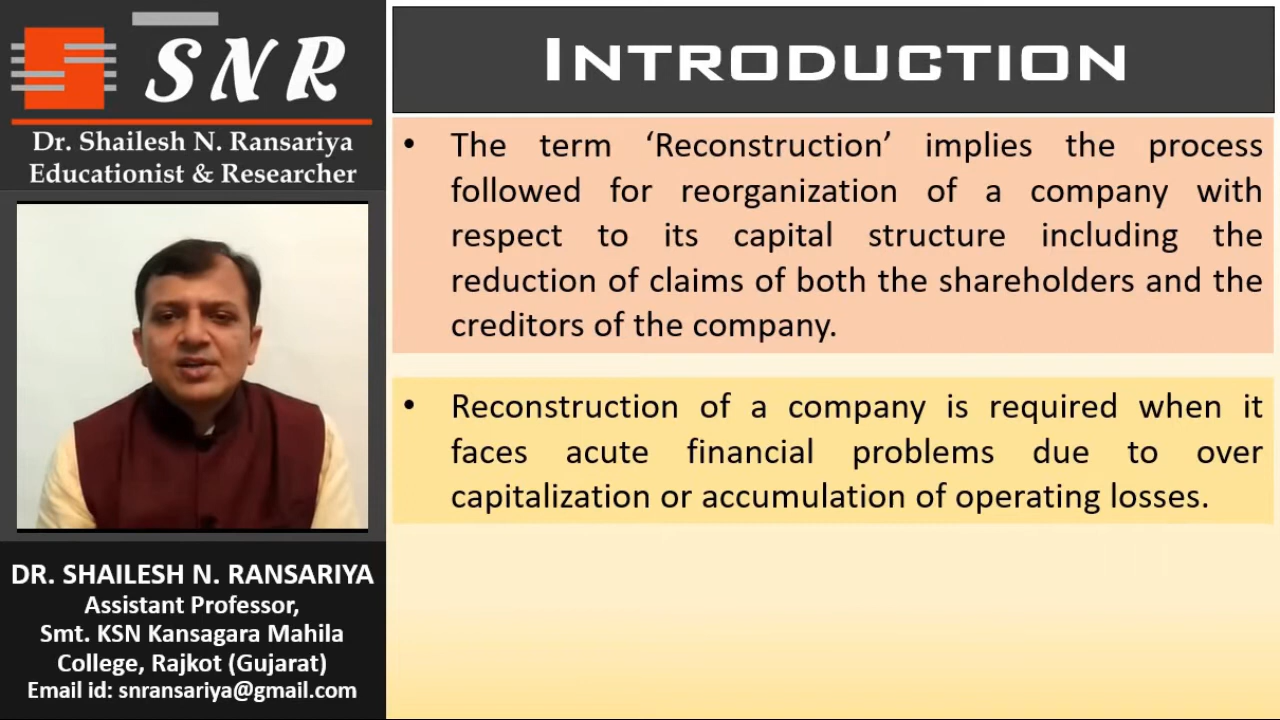 SNR
Dr. Shailesh N. Ransariya
Educationist & Researcher
DR. SHAILESH N. RANSARIYA
Assistant Professor,
Smt. KSN Kansagara Mahila
College, Rajkot (Gujarat)
Email id: snransariya@gmail.com
INTRODUCTION
• The term ‘Reconstruction’ implies the process
followed for reorganization of a company with
respect to its capital structure including the
reduction of claims of both the shareholders and the
creditors of the company.
• Reconstruction of a company is required when it
faces acute financial problems due to over
capitalization or accumulation of operating losses.